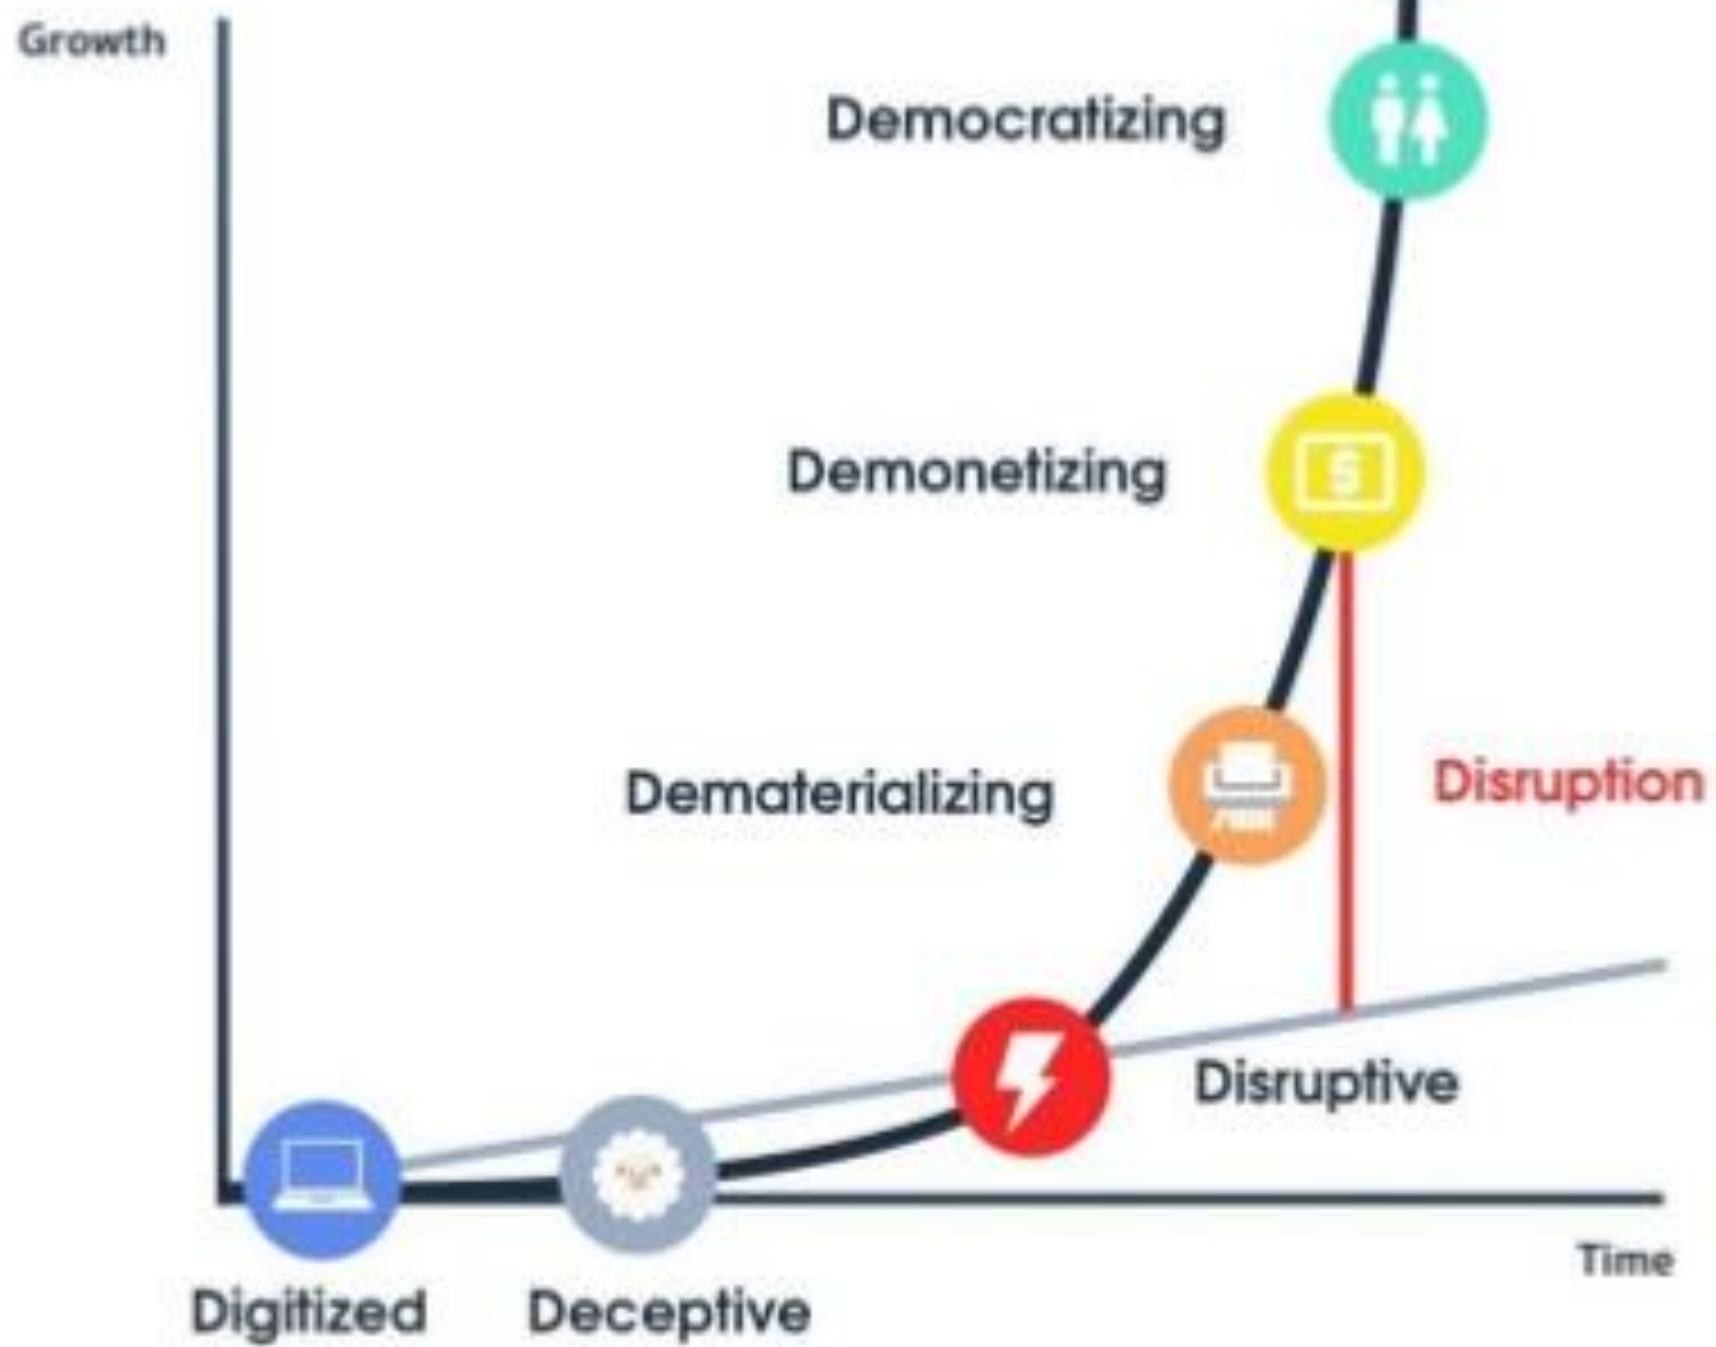 Growth
Democratizing
Demonetizing
$
Dematerializing
Disruption
Disruptive
Time
Digitized
Deceptive